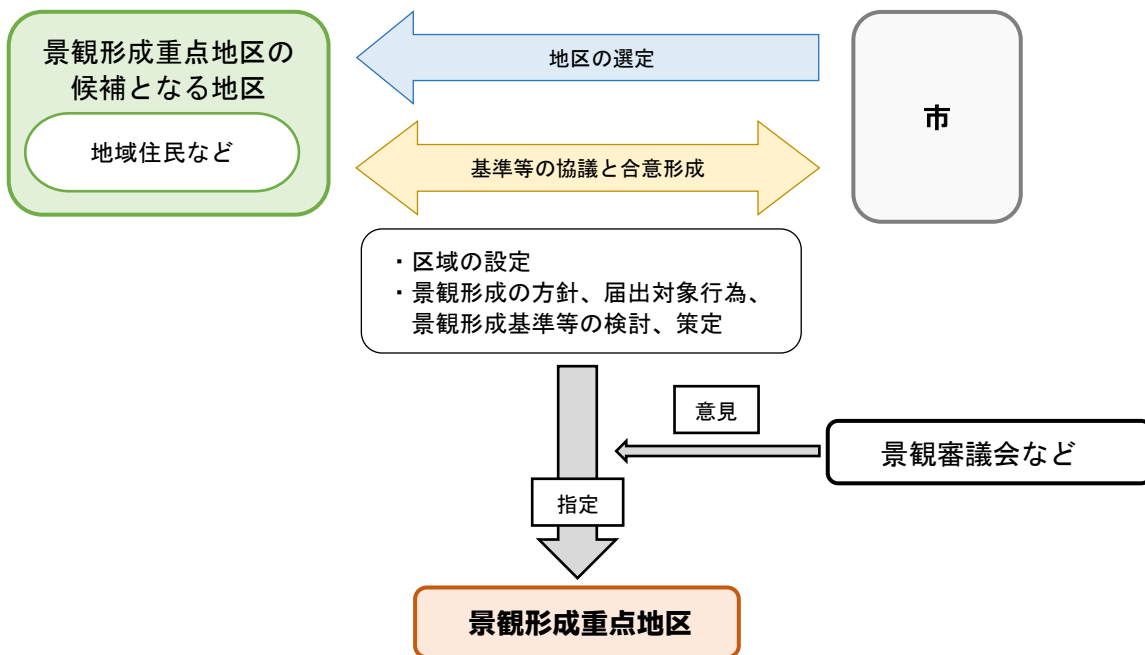 景観形成重点地区の
候補となる地区
地域住民など
地区の選定
市
基準等の協議と合意形成
・区域の設定
・景観形成の方針、届出対象行為、
景観形成基準等の検討、策定
意見
景観審議会など
指定
景観形成重点地区